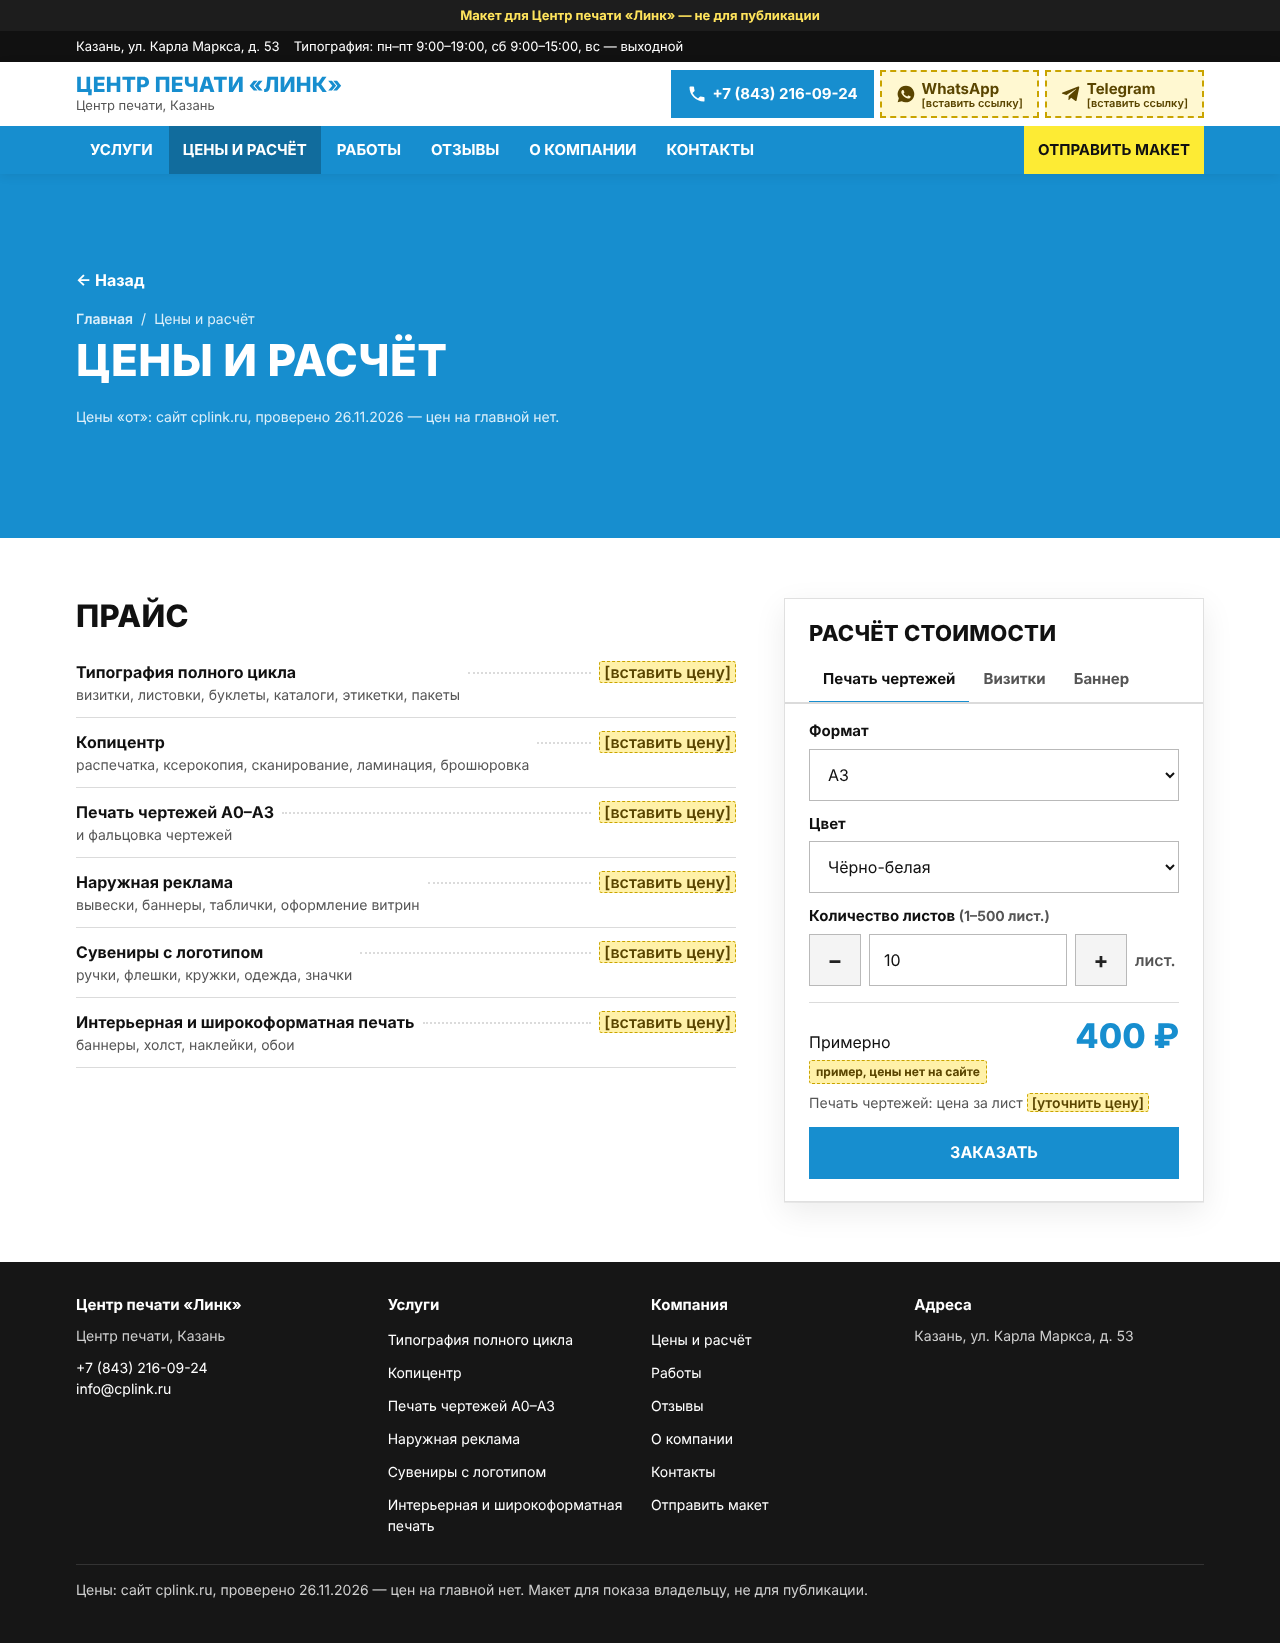 Макет для Центр печати «Линк» — не для публикации
Казань, ул. Карла Маркса, д. 53 Типография: пн–пт 9:00–19:00, сб 9:00–15:00, вс — выходной
ЦЕНТР ПЕЧАТИ «ЛИНК»
Центр печати, Казань
+7 (843) 216-09-24
WhatsApp
[вставить ссылку]
Telegram
[вставить ссылку]
УСЛУГИ ЦЕНЫ И РАСЧЁТ РАБОТЫ ОТЗЫВЫ О КОМПАНИИ КОНТАКТЫ ОТПРАВИТЬ МАКЕТ
← Назад
Главная / Цены и расчёт
ЦЕНЫ И РАСЧЁТ
Цены «от»: сайт cplink.ru, проверено 26.11.2026 — цен на главной нет.
ПРАЙС
Типография полного цикла [вставить цену]
визитки, листовки, буклеты, каталоги, этикетки, пакеты
Копицентр [вставить цену]
распечатка, ксерокопия, сканирование, ламинация, брошюровка
Печать чертежей А0–А3 [вставить цену]
и фальцовка чертежей
Наружная реклама [вставить цену]
вывески, баннеры, таблички, оформление витрин
Сувениры с логотипом [вставить цену]
ручки, флешки, кружки, одежда, значки
Интерьерная и широкоформатная печать [вставить цену]
баннеры, холст, наклейки, обои
РАСЧЁТ СТОИМОСТИ
Печать чертежей Визитки Баннер
Формат
А3
Цвет
Чёрно-белая
Количество листов (1–500 лист.)
− 10 + лист.
Примерно 400 ₽
пример, цены нет на сайте
Печать чертежей: цена за лист [уточнить цену]
ЗАКАЗАТЬ
Центр печати «Линк»
Центр печати, Казань
+7 (843) 216-09-24
info@cplink.ru
Услуги
Типография полного цикла
Копицентр
Печать чертежей А0–А3
Наружная реклама
Сувениры с логотипом
Интерьерная и широкоформатная
печать
Компания
Цены и расчёт
Работы
Отзывы
О компании
Контакты
Отправить макет
Адреса
Казань, ул. Карла Маркса, д. 53
Цены: сайт cplink.ru, проверено 26.11.2026 — цен на главной нет. Макет для показа владельцу, не для публикации.